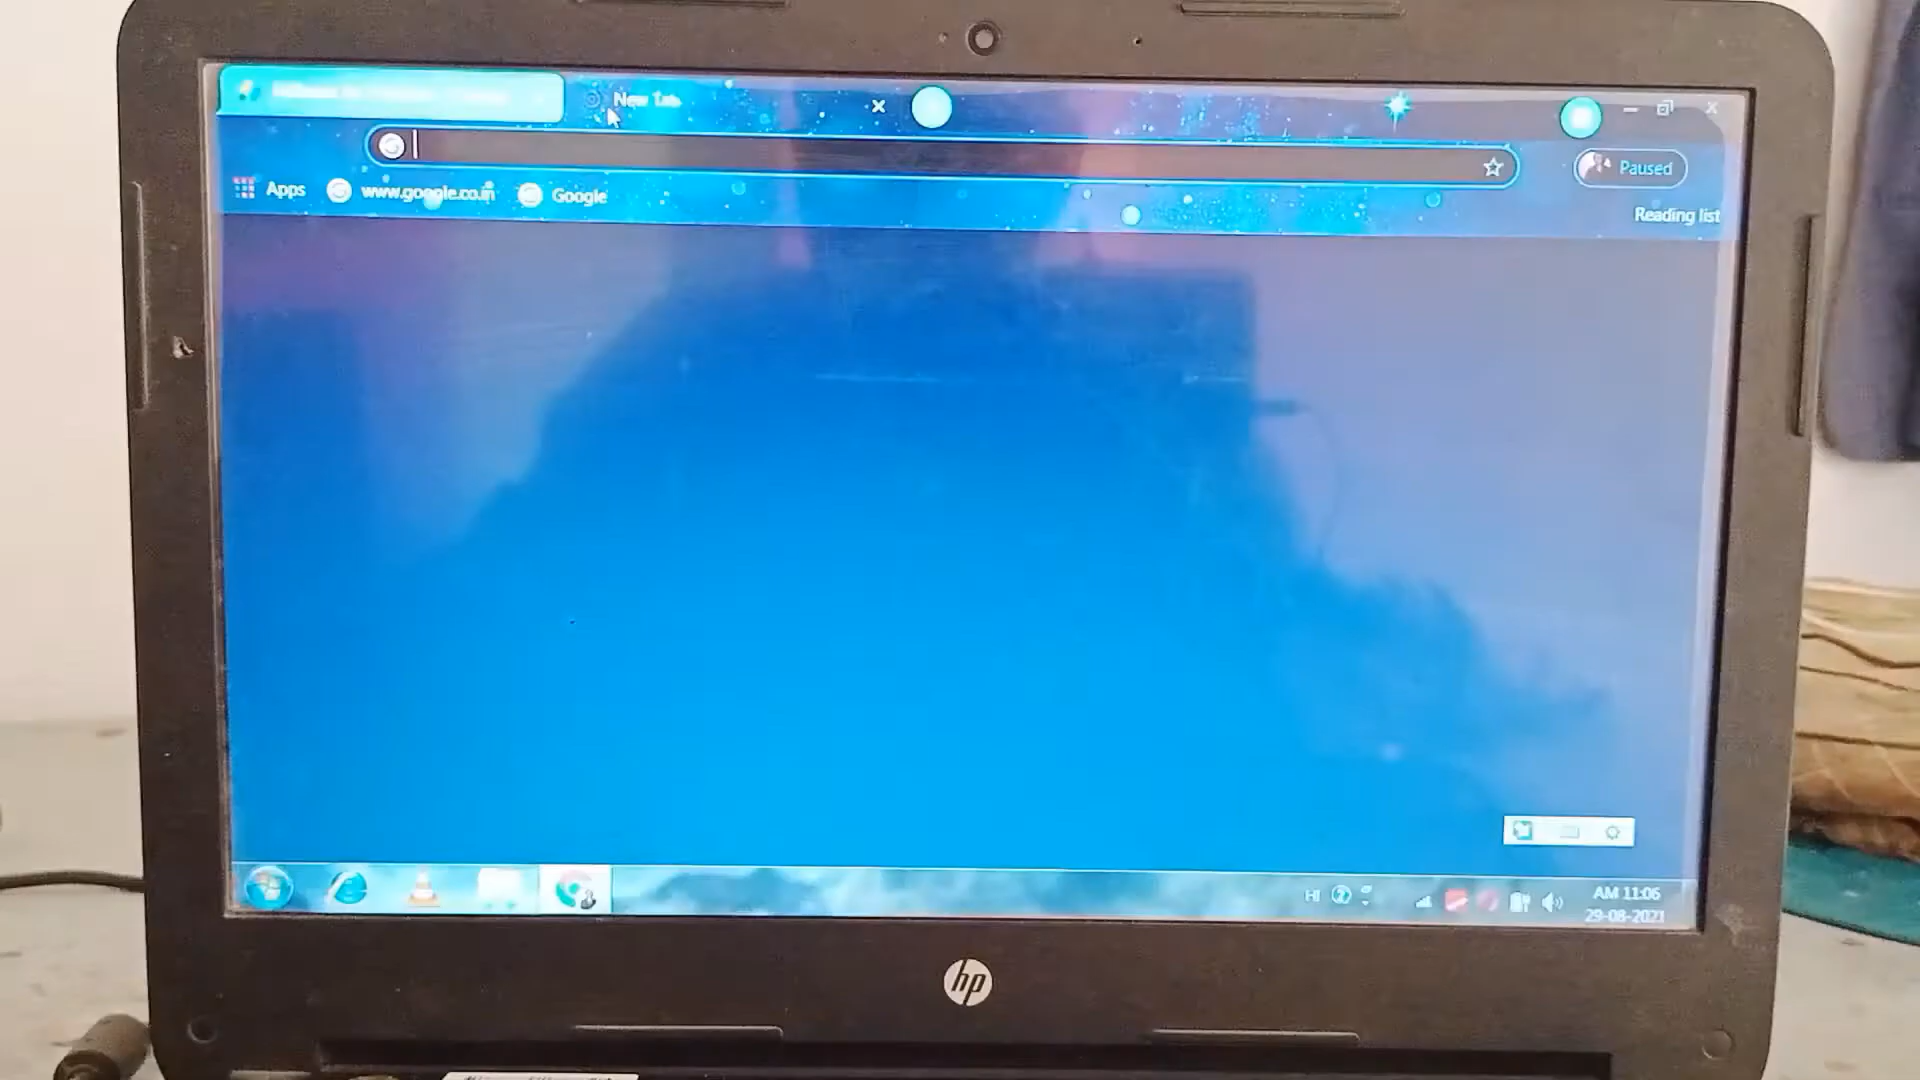 New Tab
Paused
Apps
www.google.co.in
Google
Reading list
HI
AM 11:06
29-08-2021
hp